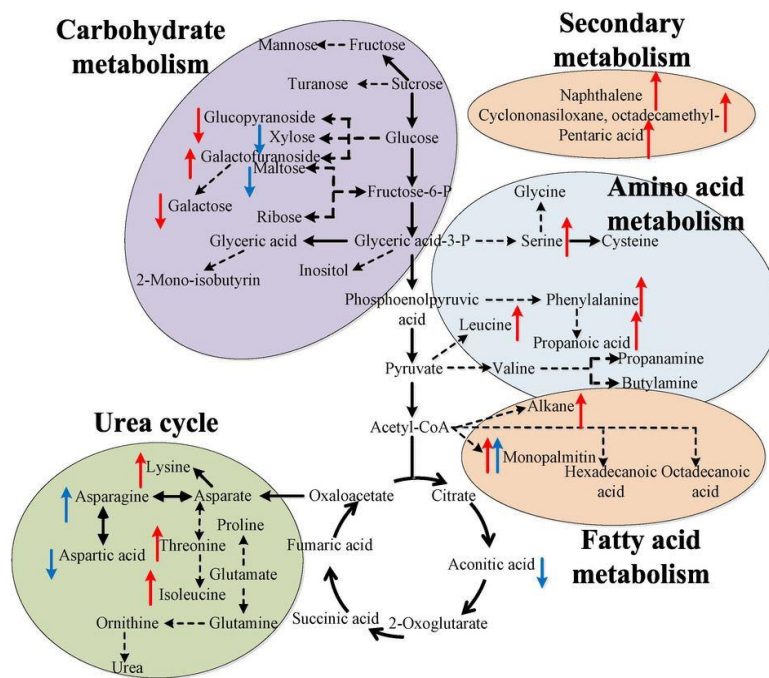 Carbohydrate
metabolism
Mannose
Fructose
Turanose
Sucrose
Glucopyranoside
Xylose
Glucose
Galactofuranoside
Maltose
Fructose-6-P
Galactose
Ribose
Glyceric acid
Glyceric acid-3-P
2-Mono-isobutyrin
Inositol
Secondary
metabolism
Naphthalene
Cyclononasiloxane, octadecamethyl-
Pentaric acid
Amino acid
metabolism
Glycine
Serine
Cysteine
Phosphoenolpyruvic
acid
Phenylalanine
Leucine
Propanoic acid
Pyruvate
Valine
Propanamine
Butylamine
Acetyl-CoA
Alkane
Monopalmitin
Hexadecanoic
acid
Octadecanoic
acid
Fatty acid
metabolism
Urea cycle
Lysine
Asparagine
Asparate
Oxaloacetate
Citrate
Proline
Aspartic acid
Threonine
Fumaric acid
Aconitic acid
Glutamate
Isoleucine
Ornithine
Glutamine
Succinic acid
2-Oxoglutarate
Urea